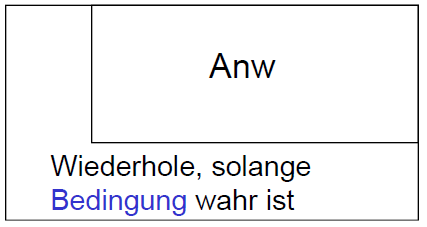 Anw
Wiederhole, solange
Bedingung wahr ist